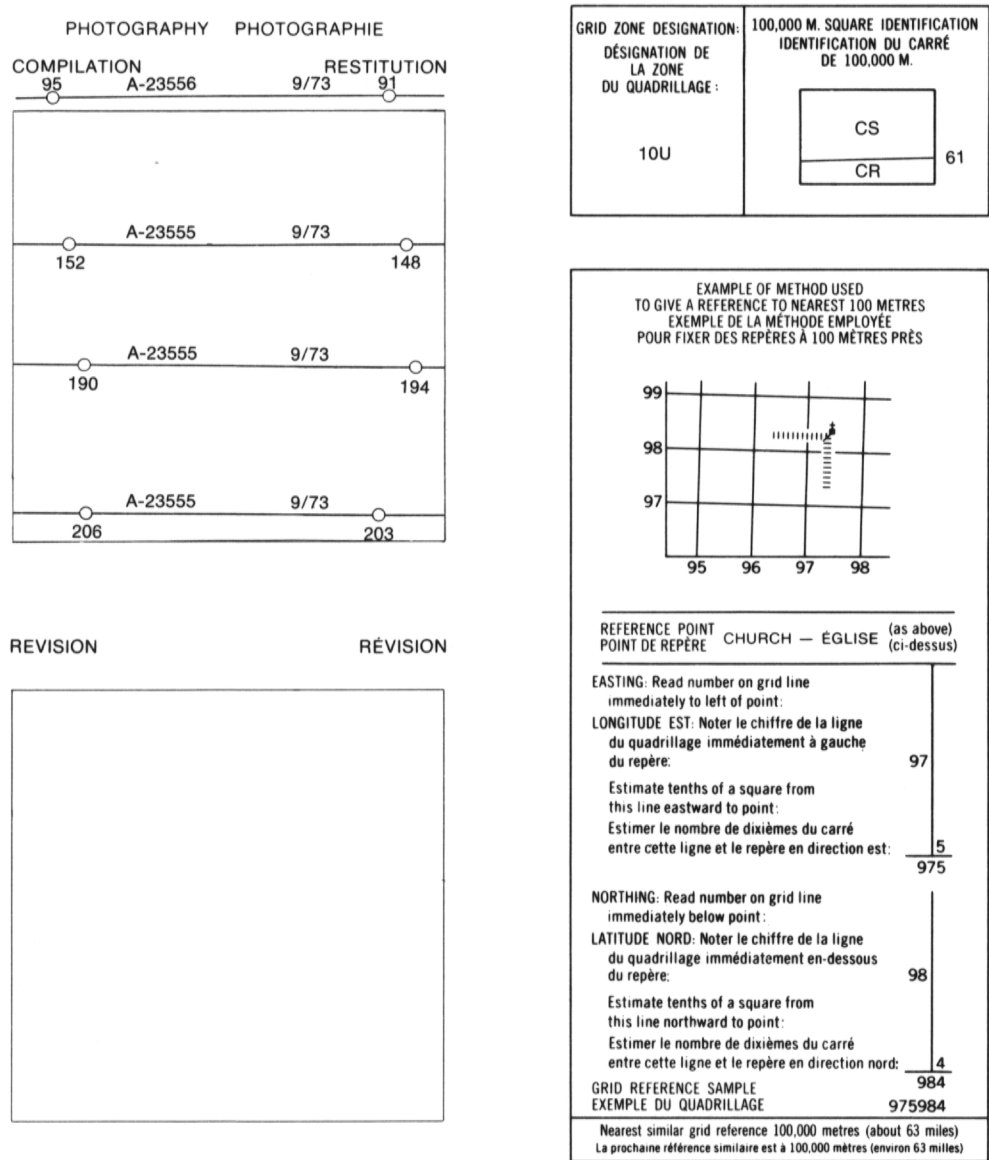 PHOTOGRAPHY PHOTOGRAPHIE
COMPILATION RESTITUTION
95 A-23556 9/73 91
A-23555 9/73
152 148
A-23555 9/73
190 194
A-23555 9/73
206 203
REVISION RÉVISION
GRID ZONE DESIGNATION:
DÉSIGNATION DE
LA ZONE
DU QUADRILLAGE :
10U
100,000 M. SQUARE IDENTIFICATION
IDENTIFICATION DU CARRÉ
DE 100,000 M.
CS
CR
61
EXAMPLE OF METHOD USED
TO GIVE A REFERENCE TO NEAREST 100 METRES
EXEMPLE DE LA MÉTHODE EMPLOYÉE
POUR FIXER DES REPÈRES À 100 MÈTRES PRÈS
99
98
97
95 96 97 98
REFERENCE POINT
POINT DE REPÈRE
CHURCH — ÉGLISE
(as above)
(ci-dessus)
EASTING: Read number on grid line
immediately to left of point:
LONGITUDE EST: Noter le chiffre de la ligne
du quadrillage immédiatement à gauche
du repère: 97
Estimate tenths of a square from
this line eastward to point:
Estimer le nombre de dixièmes du carré
entre cette ligne et le repère en direction est: 5
975
NORTHING: Read number on grid line
immediately below point:
LATITUDE NORD: Noter le chiffre de la ligne
du quadrillage immédiatement en-dessous
du repère: 98
Estimate tenths of a square from
this line northward to point:
Estimer le nombre de dixièmes du carré
entre cette ligne et le repère en direction nord: 4
984
GRID REFERENCE SAMPLE
EXEMPLE DU QUADRILLAGE 975984
Nearest similar grid reference 100,000 metres (about 63 miles)
La prochaine référence similaire est à 100,000 mètres (environ 63 milles)